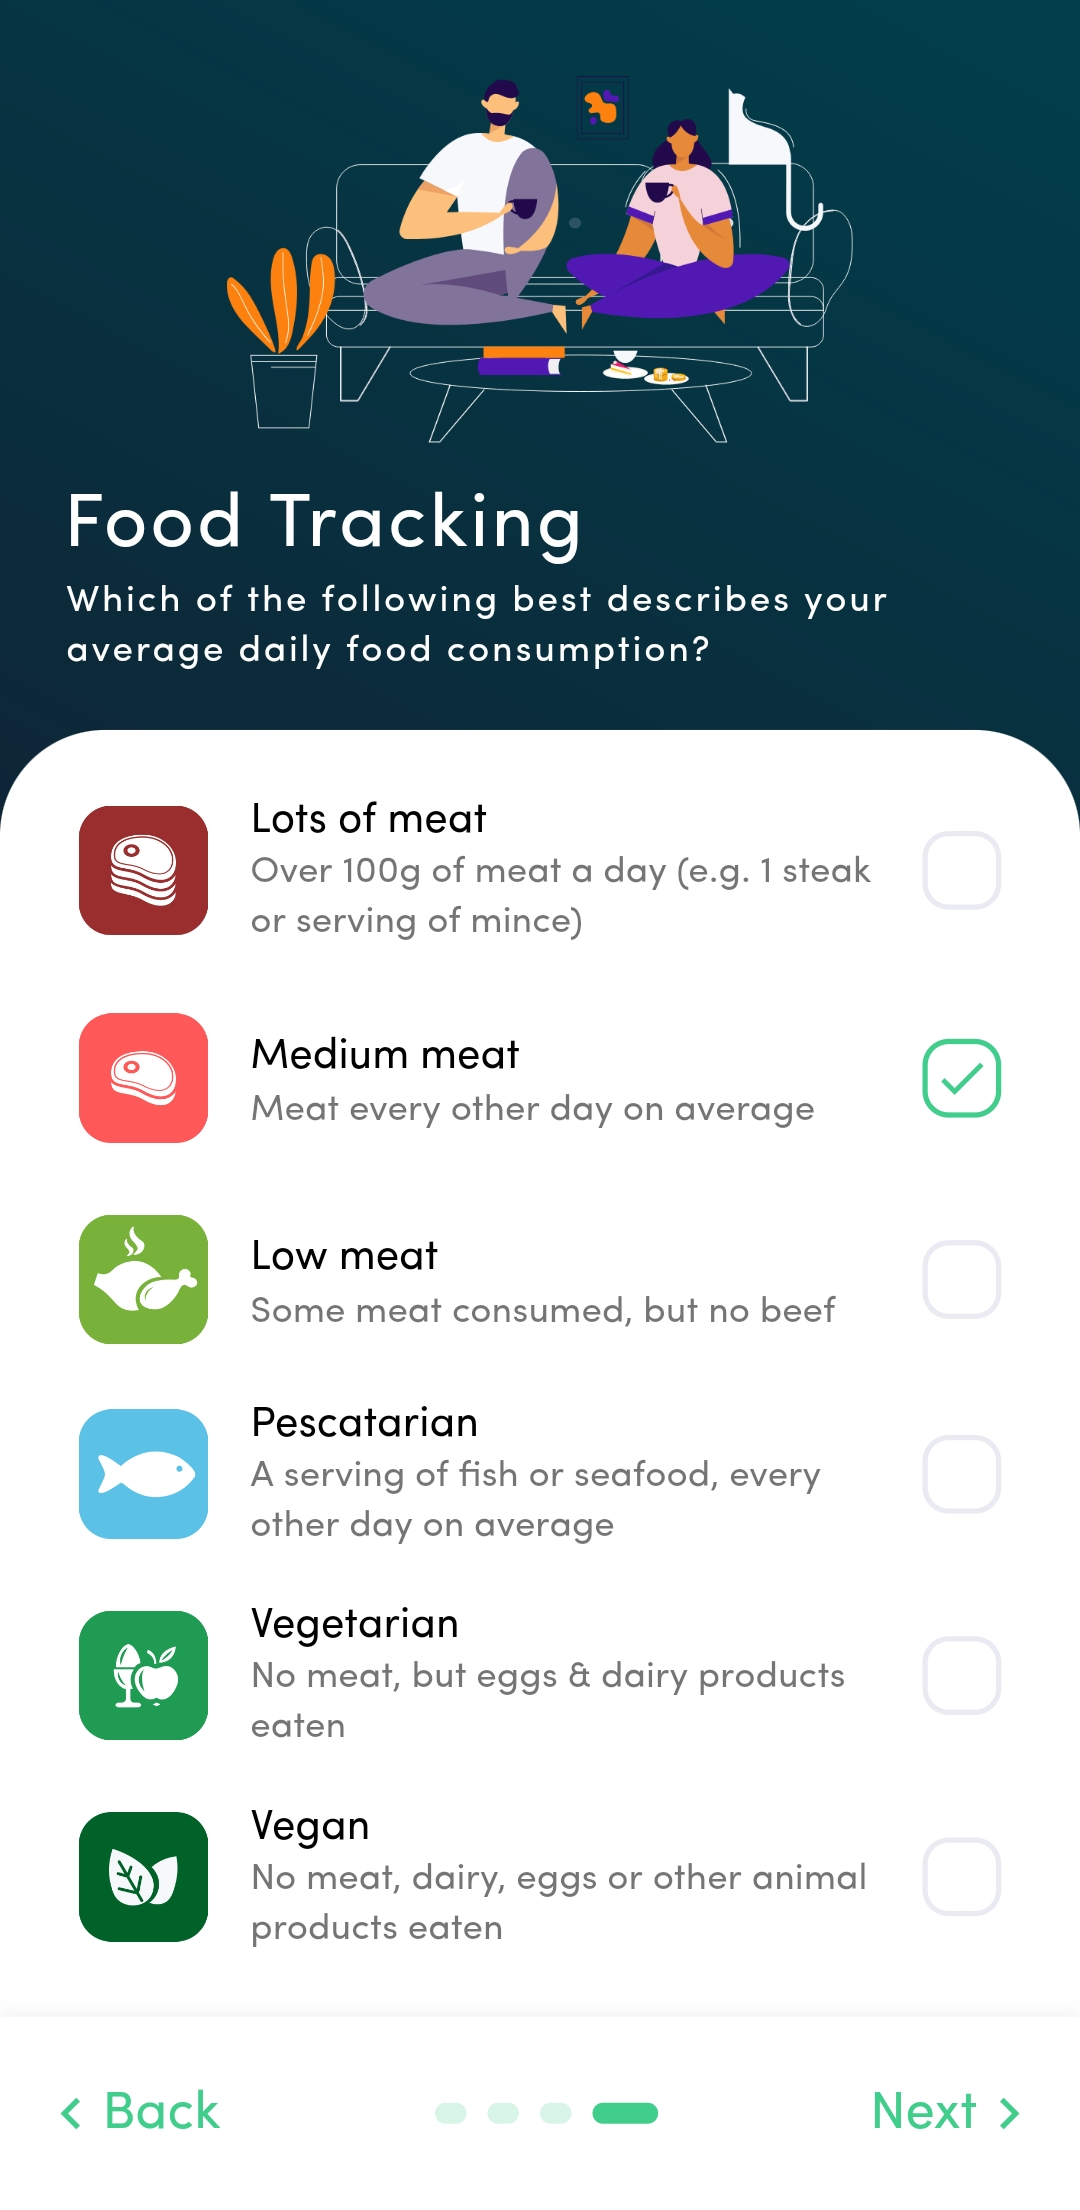 Food Tracking
Which of the following best describes your
average daily food consumption?
Lots of meat
Over 100g of meat a day (e.g. 1 steak
or serving of mince)
Medium meat
Meat every other day on average
Low meat
Some meat consumed, but no beef
Pescatarian
A serving of fish or seafood, every
other day on average
Vegetarian
No meat, but eggs & dairy products
eaten
Vegan
No meat, dairy, eggs or other animal
products eaten
Back
Next